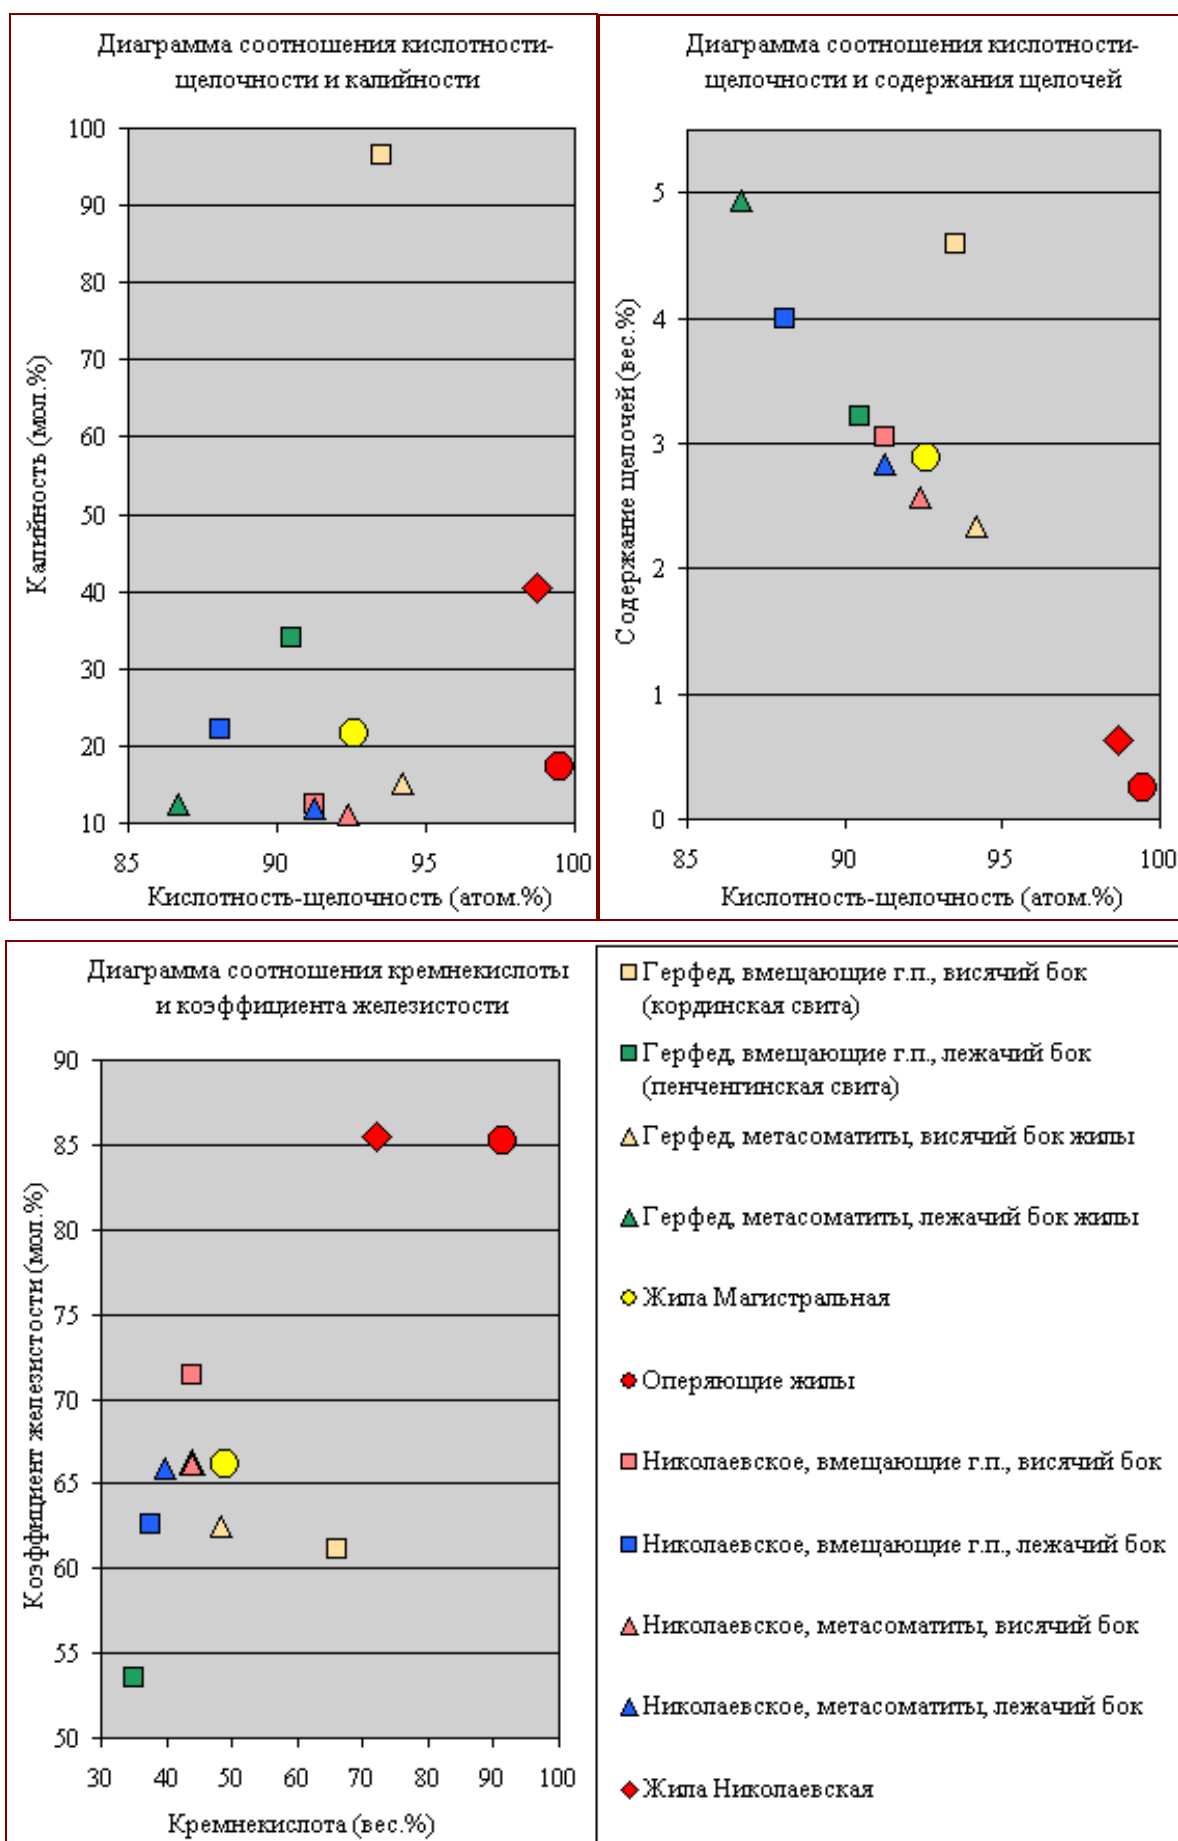 Диаграмма соотношения кислотности-
щелочности и калийности
100
90
80
70
60
50
40
30
20
10
85
90
95
100
Калийность (мол.%)
Кислотность-щелочность (атом.%)
Диаграмма соотношения кислотности-
щелочности и содержания щелочей
5
4
3
2
1
0
85
90
95
100
Содержание щелочей (вес.%)
Кислотность-щелочность (атом.%)
Диаграмма соотношения кремнекислоты
и коэффициента железистости
90
85
80
75
70
65
60
55
50
30
40
50
60
70
80
90
100
Коэффициент железистости (мол.%)
Кремнекислота (вес.%)
Герфед, вмещающие г.п., висячий бок
(кординская свита)
Герфед, вмещающие г.п., лежачий бок
(пенченгинская свита)
Герфед, метасоматиты, висячий бок жилы
Герфед, метасоматиты, лежачий бок жилы
Жила Магистральная
Оперяющие жилы
Николаевское, вмещающие г.п., висячий бок
Николаевское, вмещающие г.п., лежачий бок
Николаевское, метасоматиты, висячий бок
Николаевское, метасоматиты, лежачий бок
Жила Николаевская